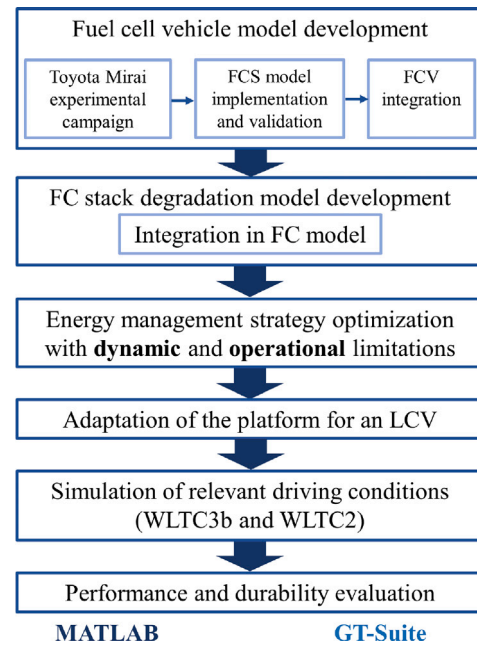 Fuel cell vehicle model development
Toyota Mirai
experimental
campaign
FCS model
implementation
and validation
FCV
integration
FC stack degradation model development
Integration in FC model
Energy management strategy optimization
with dynamic and operational limitations
Adaptation of the platform for an LCV
Simulation of relevant driving conditions
(WLTC3b and WLTC2)
Performance and durability evaluation
MATLAB
GT-Suite